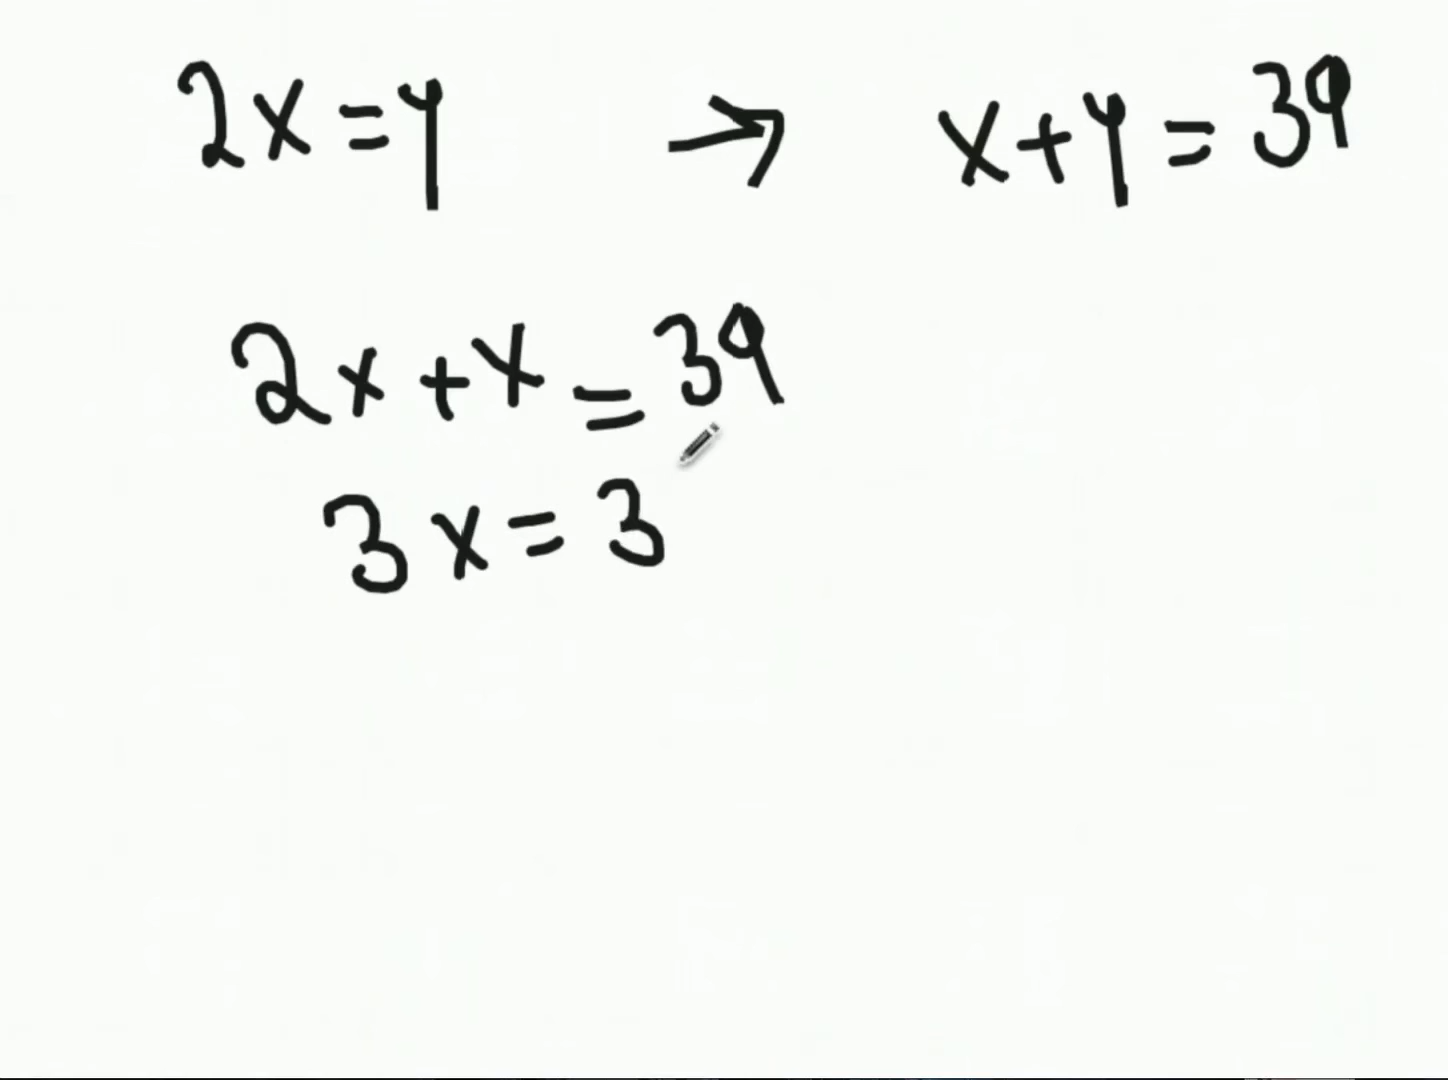 2x = y → x + y = 39
2x + x = 39
3x = 3